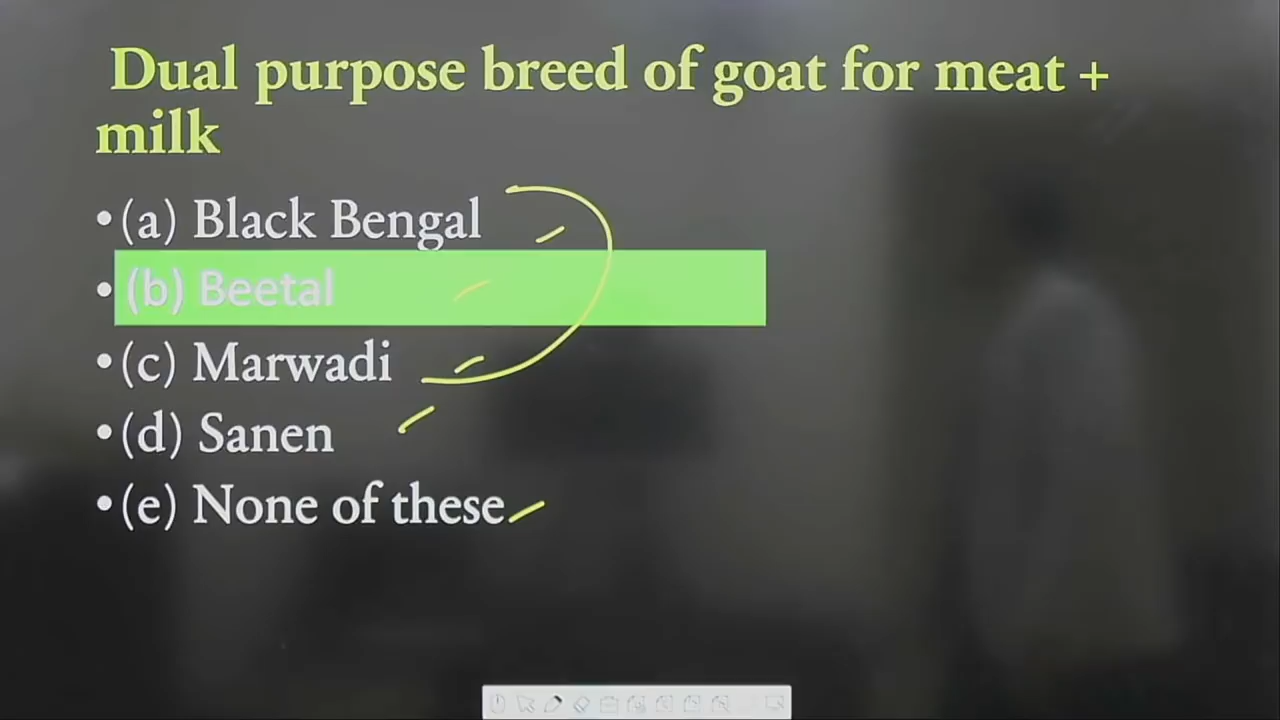 Dual purpose breed of goat for meat +
milk
•(a) Black Bengal
•(b) Beetal
•(c) Marwadi
•(d) Sanen
•(e) None of these